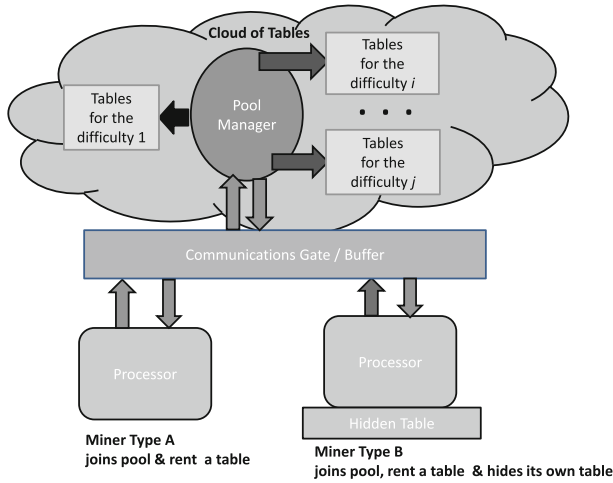 Cloud of Tables
Tables
for the
difficulty i
Pool
Manager
Tables
for the
difficulty 1
. . .
Tables
for the
difficulty j
Communications Gate / Buffer
Processor
Processor
Hidden Table
Miner Type A
joins pool & rent a table
Miner Type B
joins pool, rent a table & hides its own table